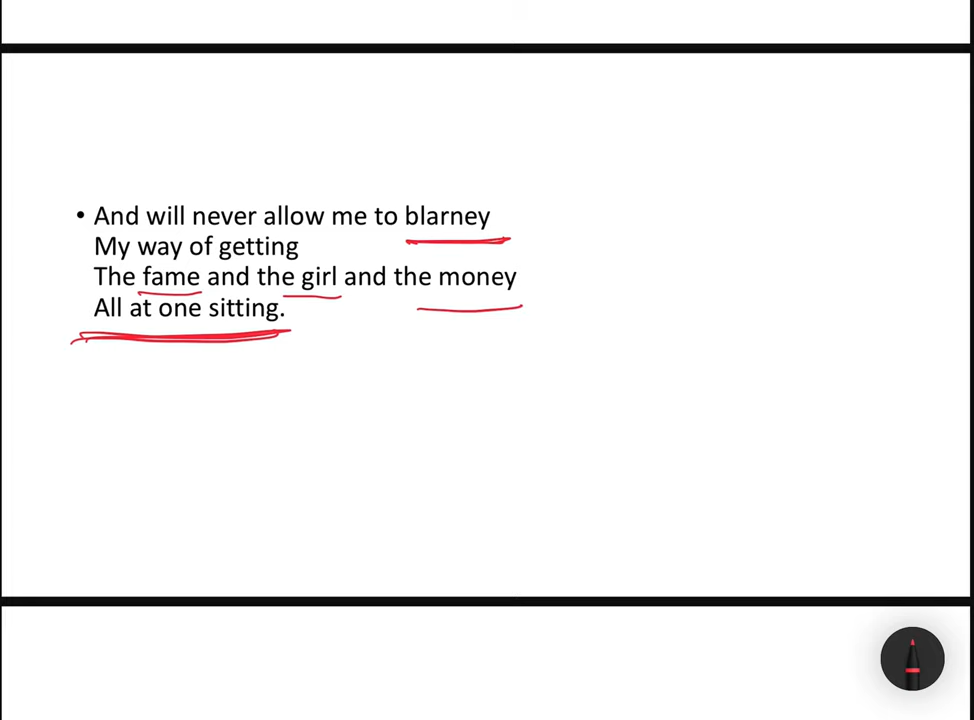 • And will never allow me to blarney
My way of getting
The fame and the girl and the money
All at one sitting.